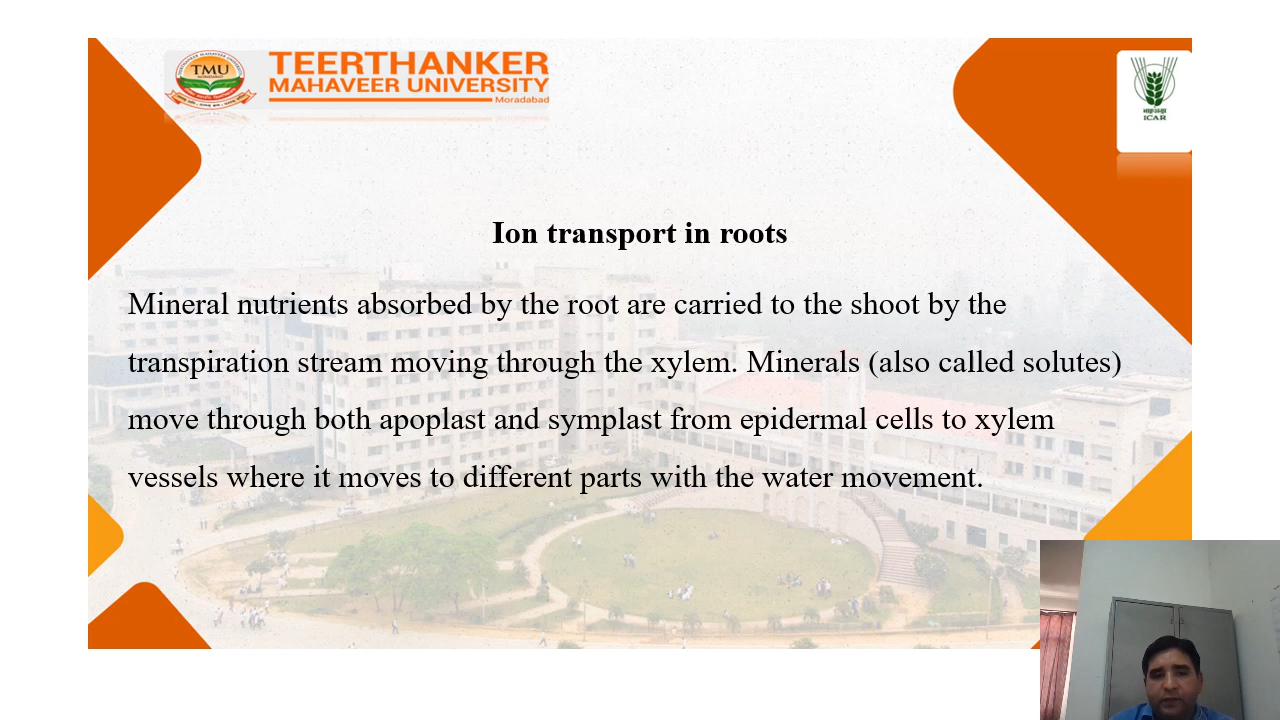 TMU
TEERTHANKER
MAHAVEER UNIVERSITY
Moradabad
ICAR
Ion transport in roots
Mineral nutrients absorbed by the root are carried to the shoot by the
transpiration stream moving through the xylem. Minerals (also called solutes)
move through both apoplast and symplast from epidermal cells to xylem
vessels where it moves to different parts with the water movement.